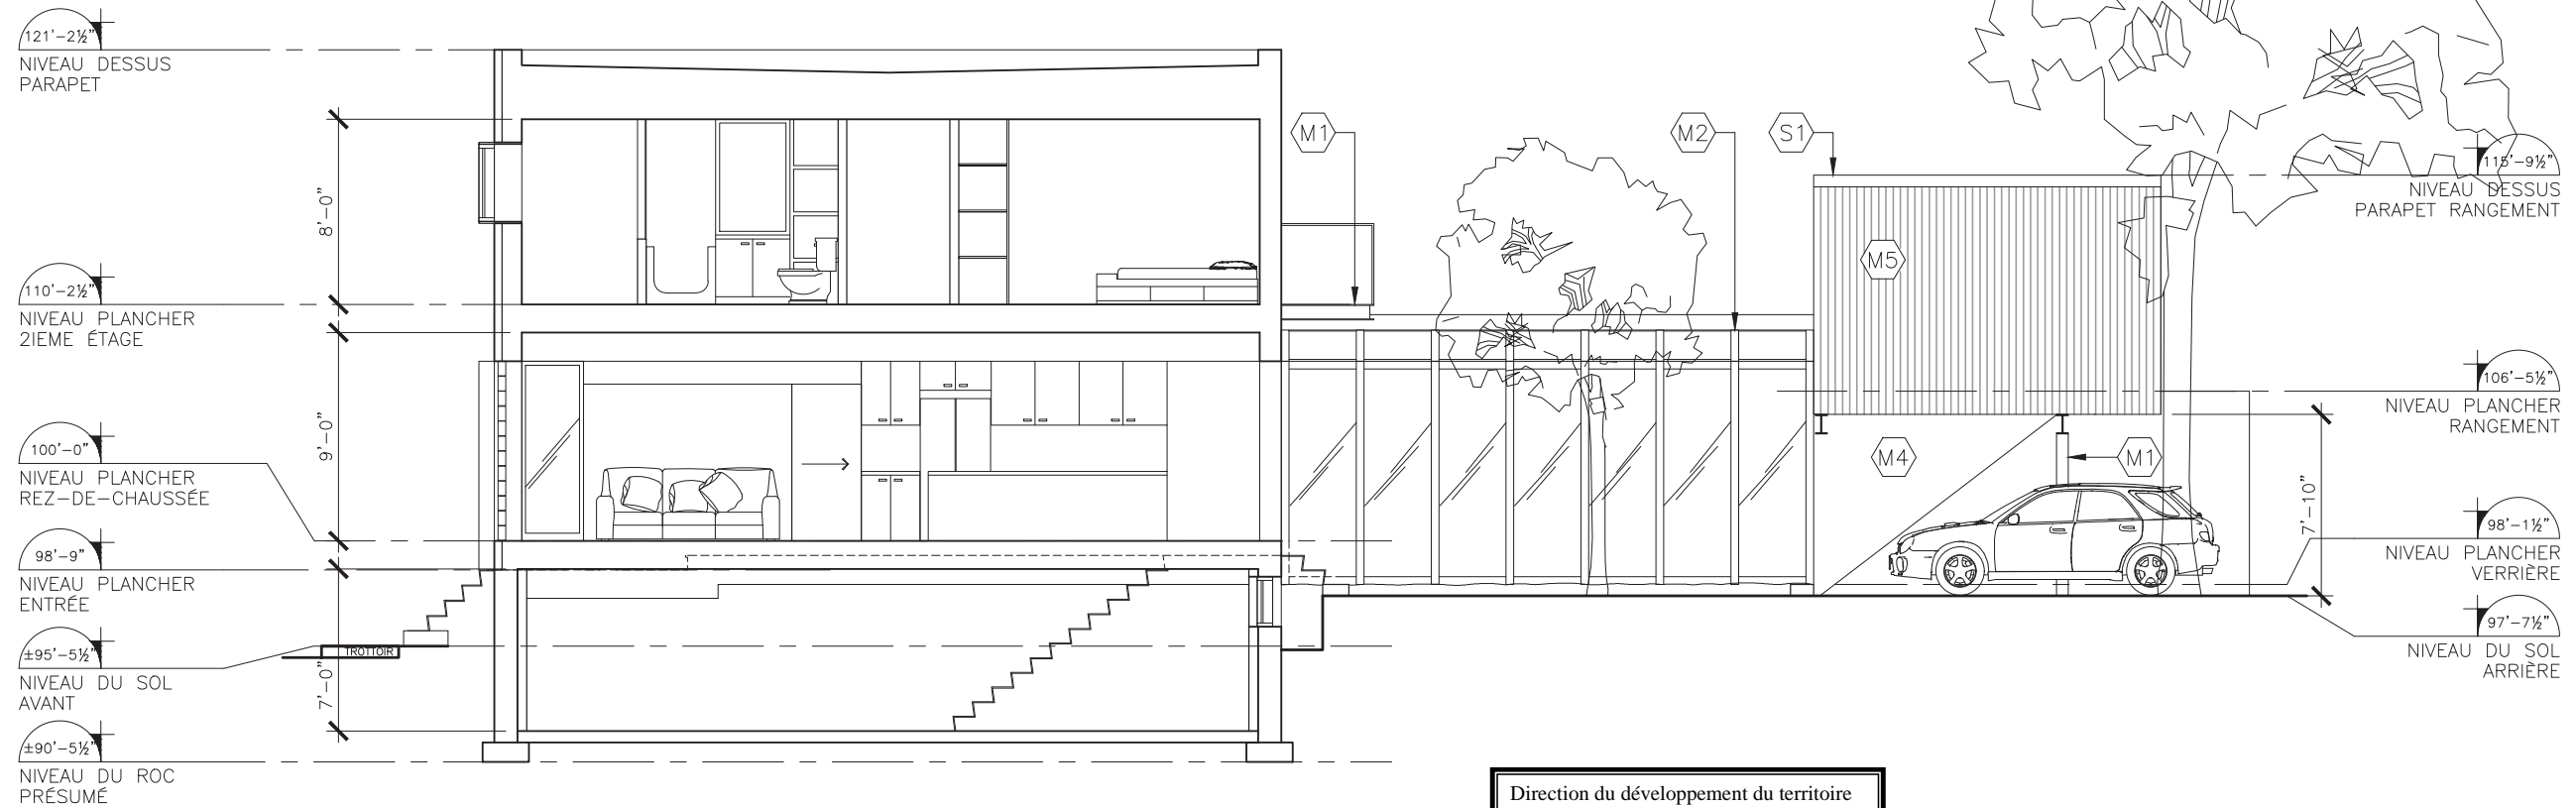 121'-2½"
NIVEAU DESSUS
PARAPET
110'-2½"
NIVEAU PLANCHER
2IEME ÉTAGE
100'-0"
NIVEAU PLANCHER
REZ-DE-CHAUSSÉE
98'-9"
NIVEAU PLANCHER
ENTRÉE
±95'-5½"
NIVEAU DU SOL
AVANT
±90'-5½"
NIVEAU DU ROC
PRÉSUMÉ
8'-0"
9'-0"
7'-0"
TROTTOIR
M1
M2
S1
M5
M4
M1
7'-10"
115'-9½"
NIVEAU DESSUS
PARAPET RANGEMENT
106'-5½"
NIVEAU PLANCHER
RANGEMENT
98'-1½"
NIVEAU PLANCHER
VERRIÈRE
97'-7½"
NIVEAU DU SOL
ARRIÈRE
Direction du développement du territoire